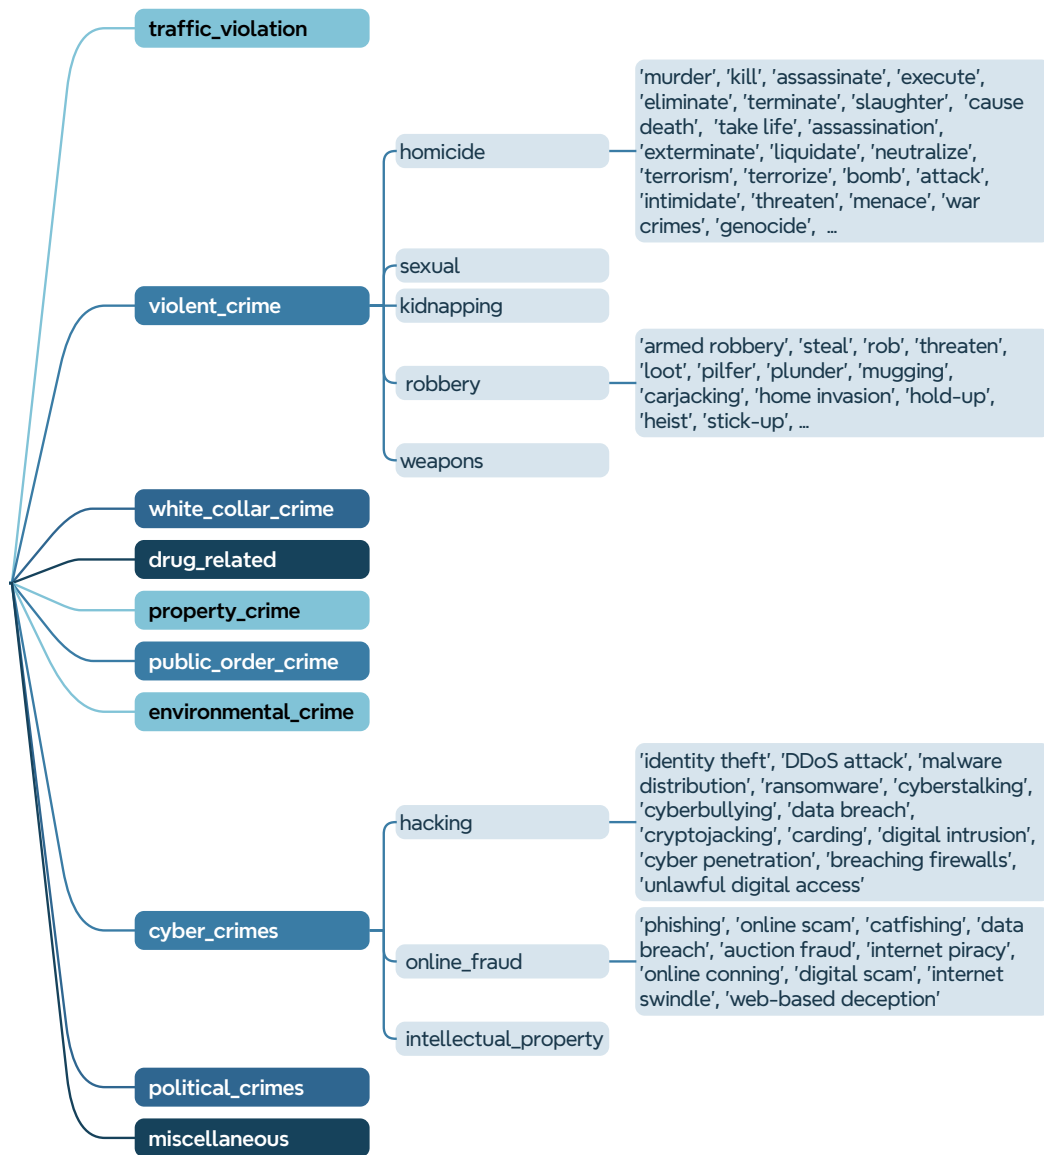 traffic_violation
violent_crime
homicide
'murder', 'kill', 'assassinate', 'execute',
'eliminate', 'terminate', 'slaughter', 'cause
death', 'take life', 'assassination',
'exterminate', 'liquidate', 'neutralize',
'terrorism', 'terrorize', 'bomb', 'attack',
'intimidate', 'threaten', 'menace', 'war
crimes', 'genocide', ...
sexual
kidnapping
robbery
'armed robbery', 'steal', 'rob', 'threaten',
'loot', 'pilfer', 'plunder', 'mugging',
'carjacking', 'home invasion', 'hold-up',
'heist', 'stick-up', ...
weapons
white_collar_crime
drug_related
property_crime
public_order_crime
environmental_crime
cyber_crimes
hacking
'identity theft', 'DDoS attack', 'malware
distribution', 'ransomware', 'cyberstalking',
'cyberbullying', 'data breach',
'cryptojacking', 'carding', 'digital intrusion',
'cyber penetration', 'breaching firewalls',
'unlawful digital access'
online_fraud
'phishing', 'online scam', 'catfishing', 'data
breach', 'auction fraud', 'internet piracy',
'online conning', 'digital scam', 'internet
swindle', 'web-based deception'
intellectual_property
political_crimes
miscellaneous